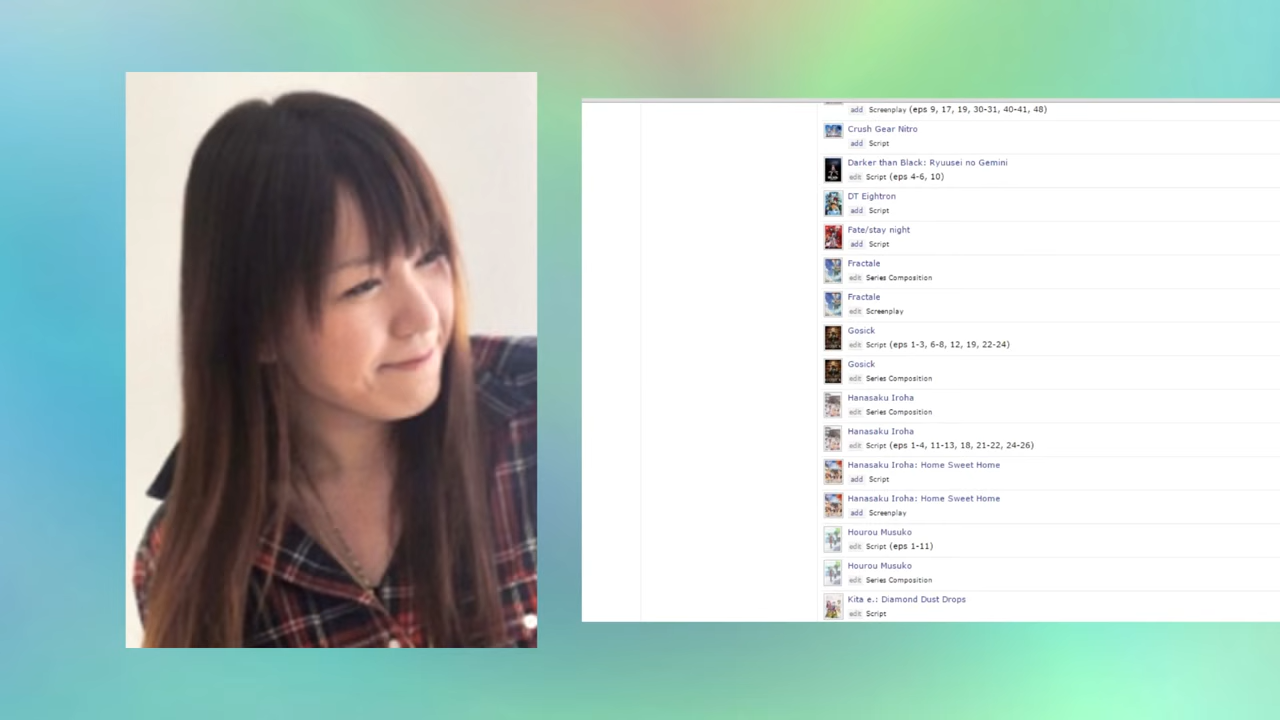 add Screenplay (eps 9, 17, 19, 30-31, 40-41, 48)
Crush Gear Nitro
add Script
Darker than Black: Ryuusei no Gemini
edit Script (eps 4-6, 10)
DT Eightron
add Script
Fate/stay night
add Script
Fractale
edit Series Composition
Fractale
edit Screenplay
Gosick
edit Script (eps 1-3, 6-8, 12, 19, 22-24)
Gosick
edit Series Composition
Hanasaku Iroha
edit Series Composition
Hanasaku Iroha
edit Script (eps 1-4, 11-13, 18, 21-22, 24-26)
Hanasaku Iroha: Home Sweet Home
add Script
Hanasaku Iroha: Home Sweet Home
add Screenplay
Hourou Musuko
edit Script (eps 1-11)
Hourou Musuko
edit Series Composition
Kita e.: Diamond Dust Drops
edit Script